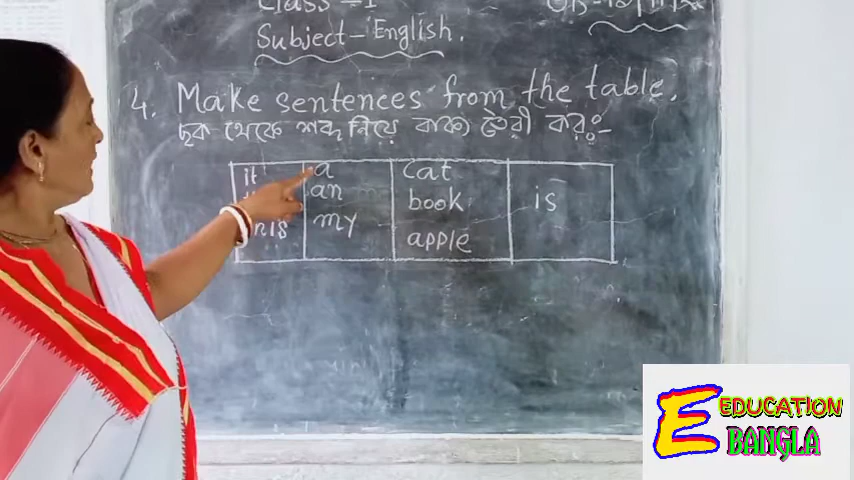 Class - I
Subject - English.
4. Make sentences from the table.
ছক থেকে শব্দ নিয়ে বাক্য তৈরী কর :-
it a cat
an book is
my
apple
EDUCATION
BANGLA